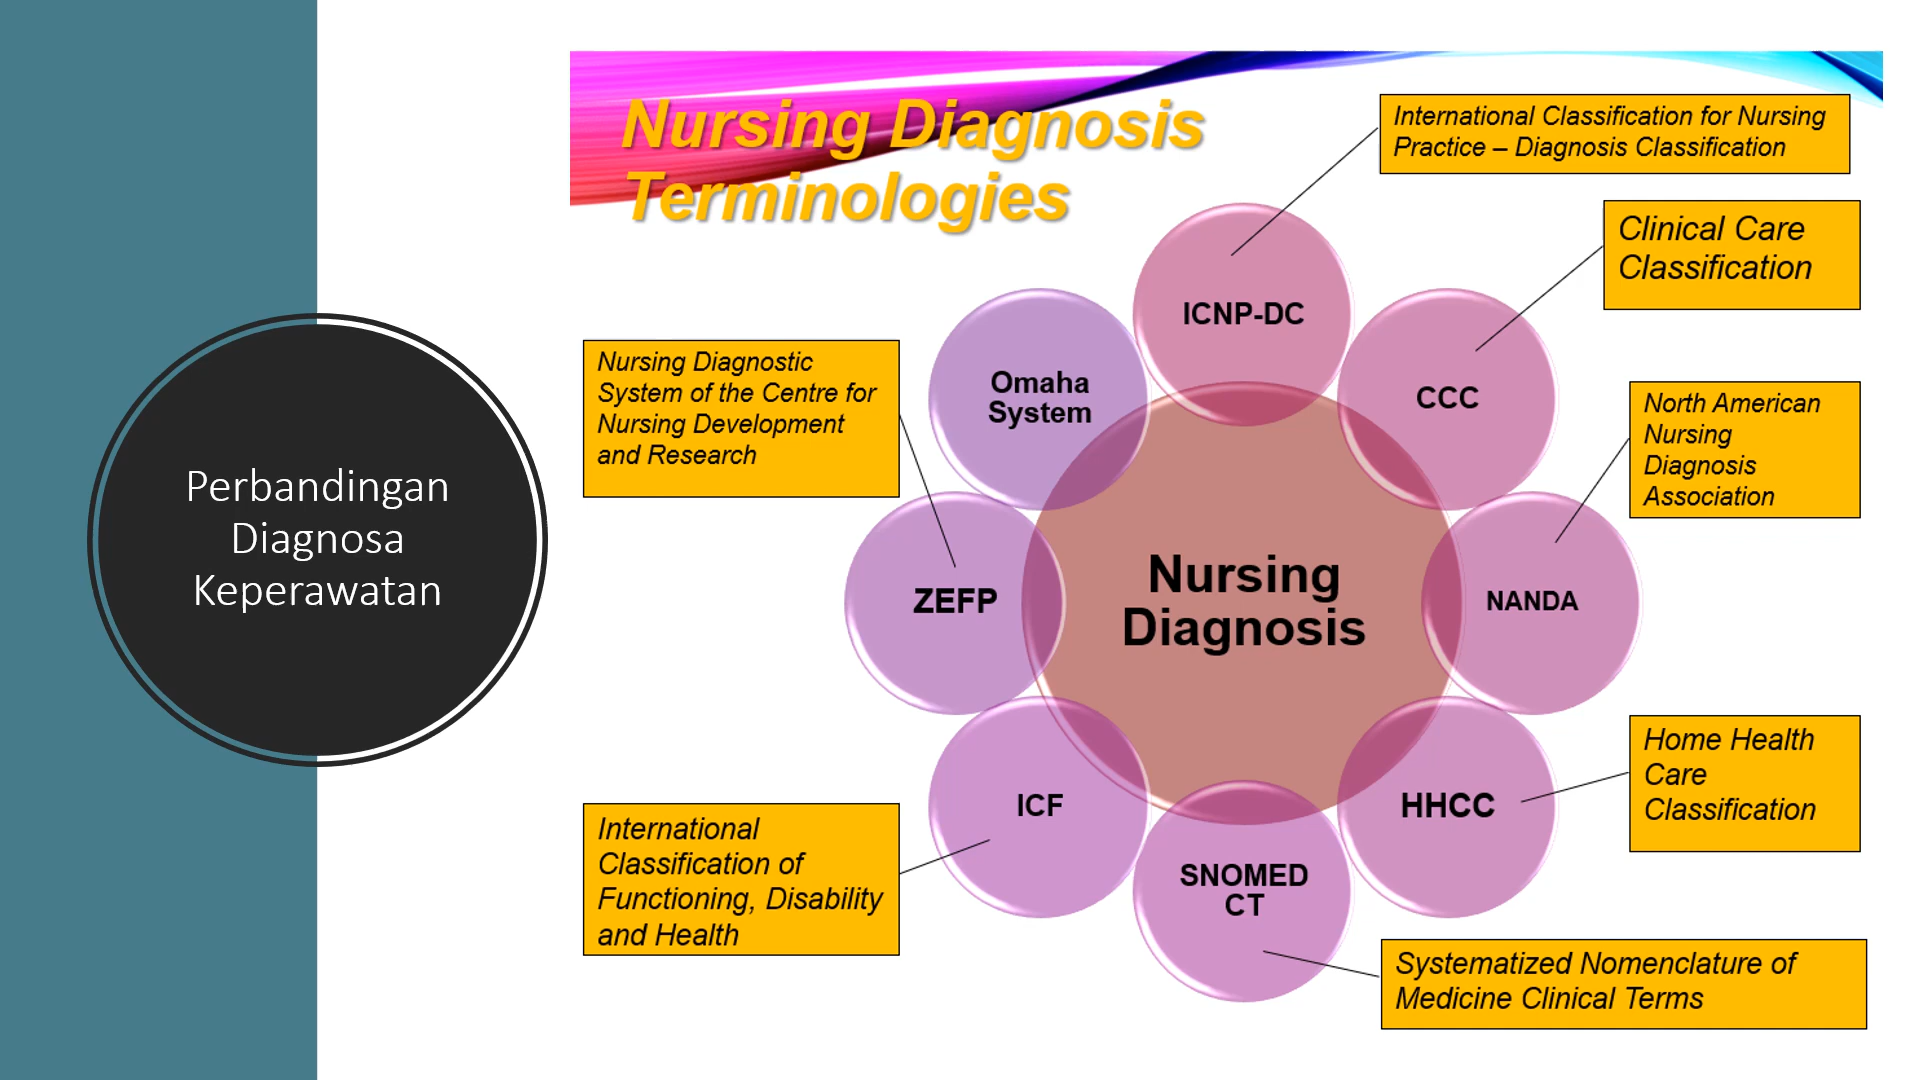 Perbandingan
Diagnosa
Keperawatan
Nursing Diagnosis
Terminologies
International Classification for Nursing
Practice – Diagnosis Classification
Clinical Care
Classification
North American
Nursing
Diagnosis
Association
Home Health
Care
Classification
Systematized Nomenclature of
Medicine Clinical Terms
International
Classification of
Functioning, Disability
and Health
Nursing Diagnostic
System of the Centre for
Nursing Development
and Research
ICNP-DC
CCC
NANDA
HHCC
SNOMED
CT
ICF
ZEFP
Omaha
System
Nursing
Diagnosis